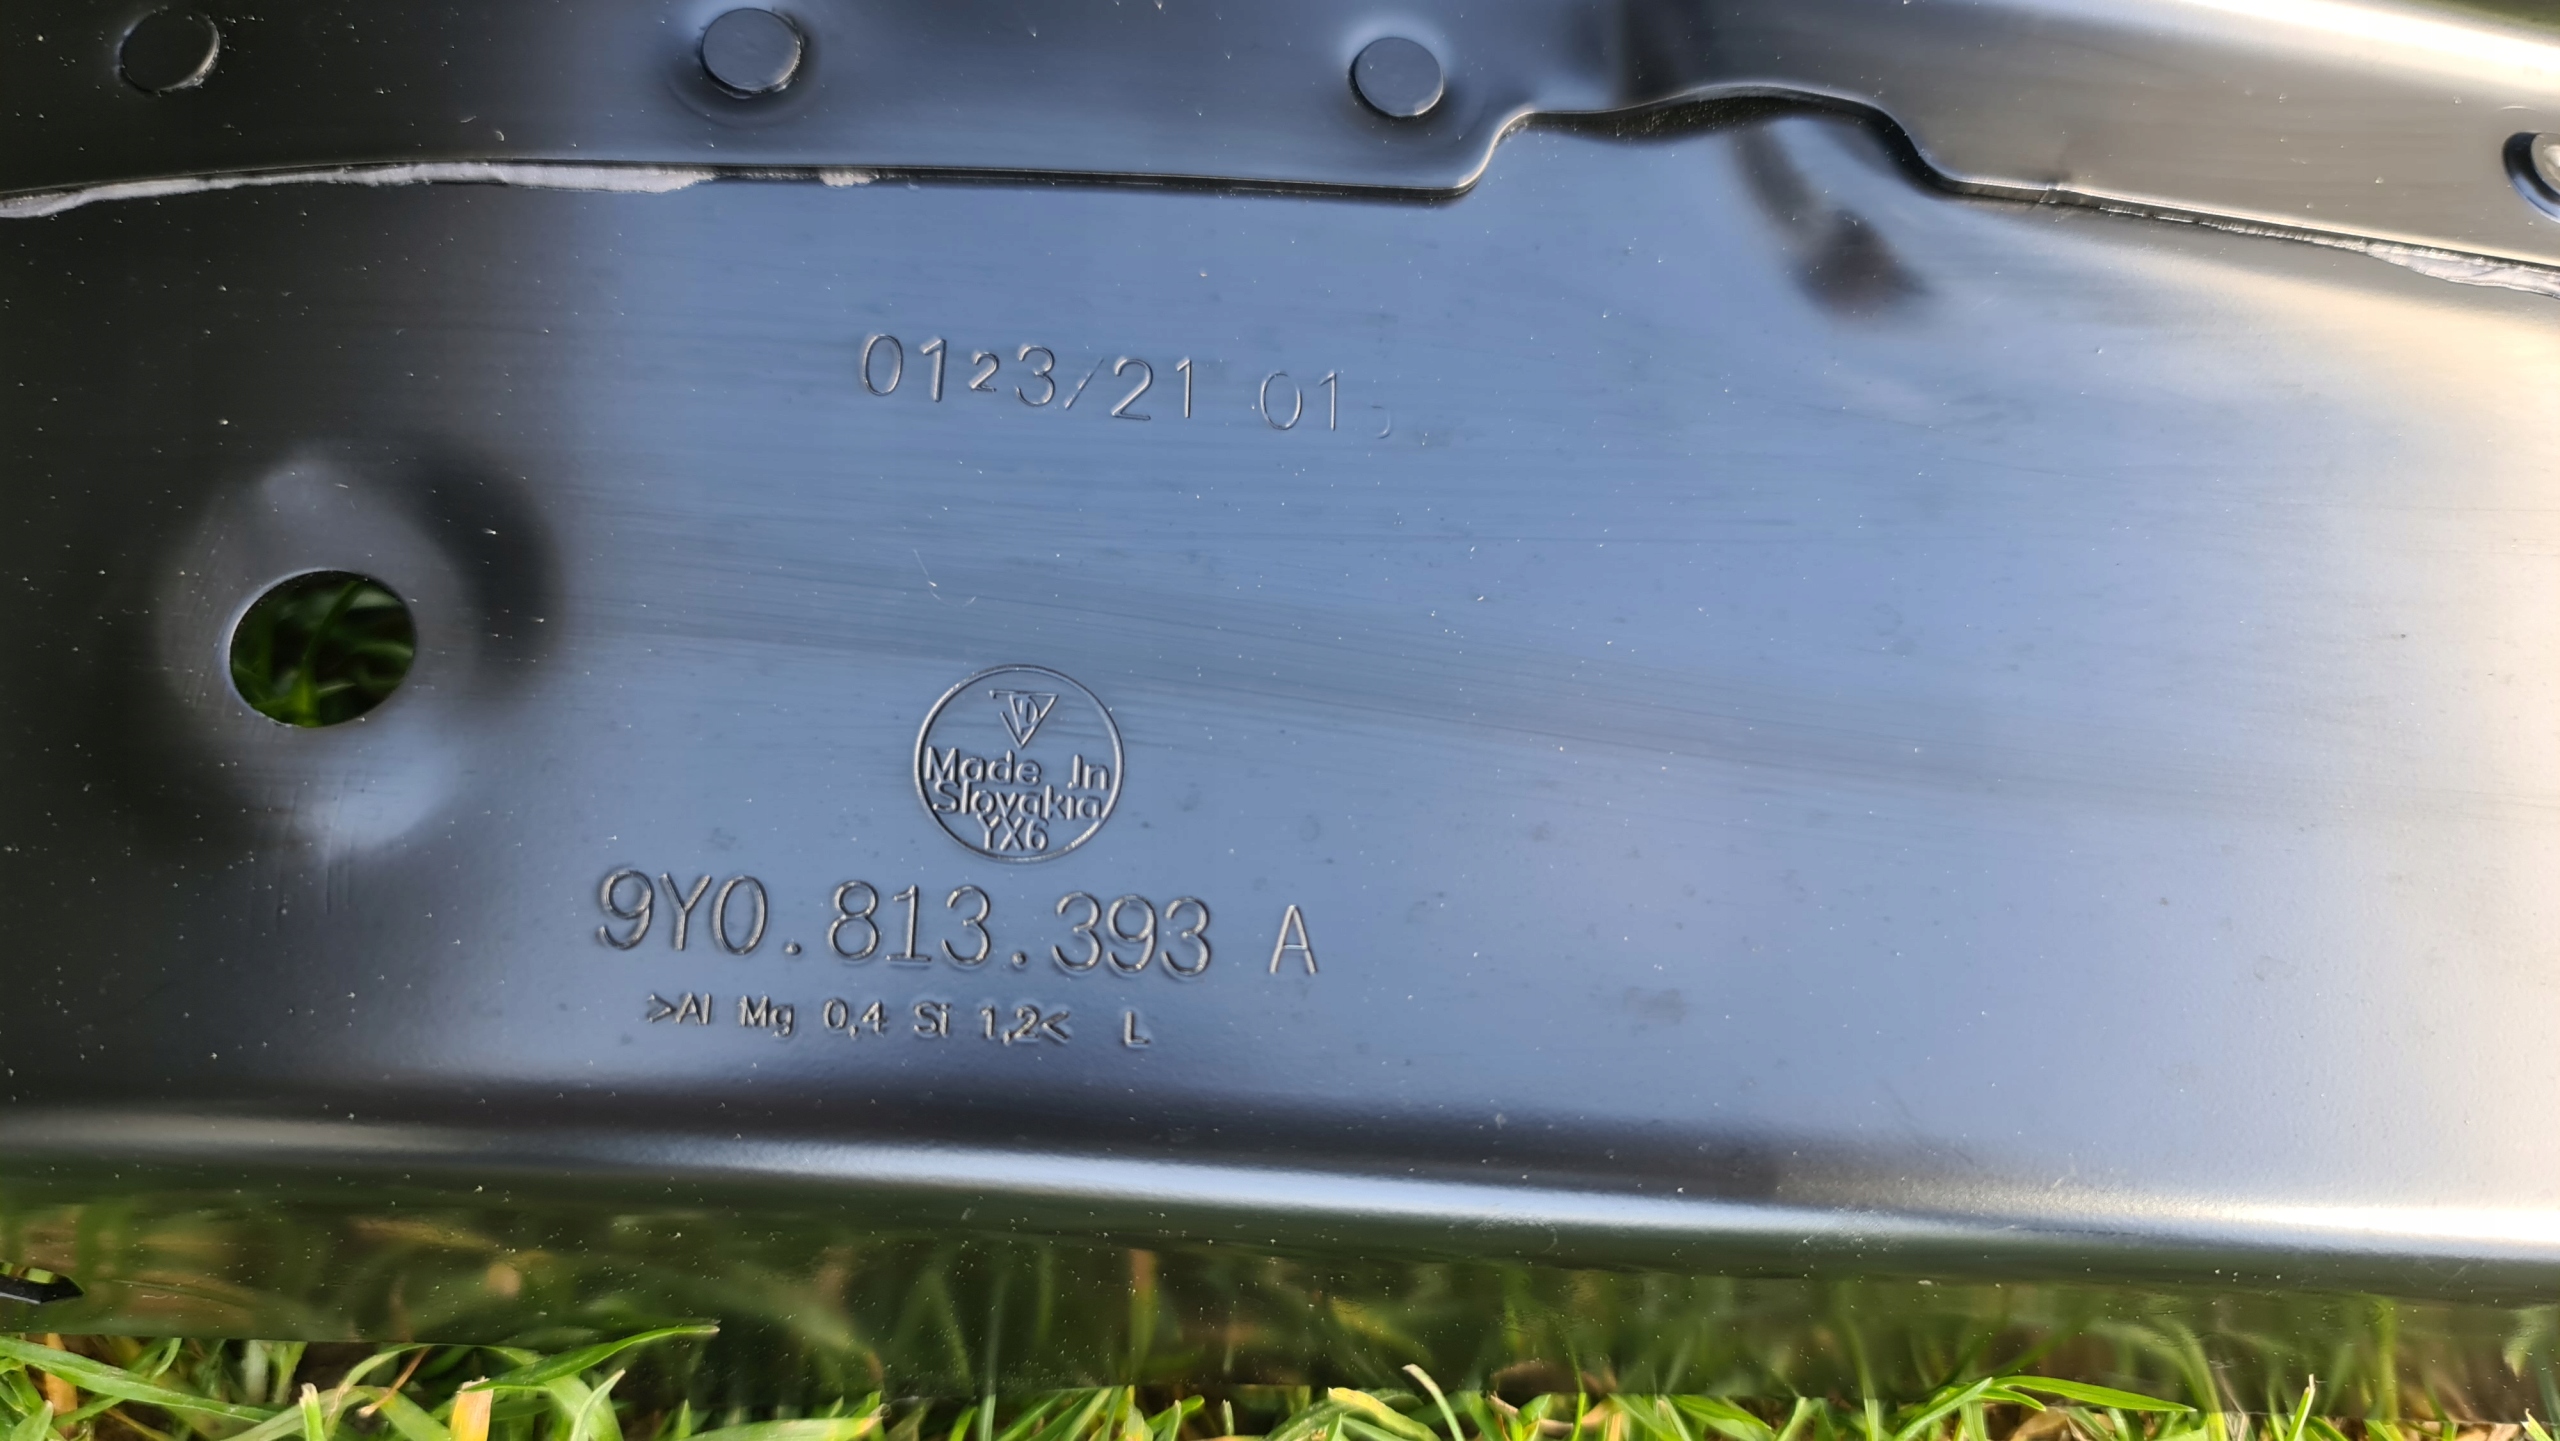 0123/21 01
Made In
Slovakia
YX6
9Y0.813.393 A
>Al Mg 0,4 Si 1,2< L